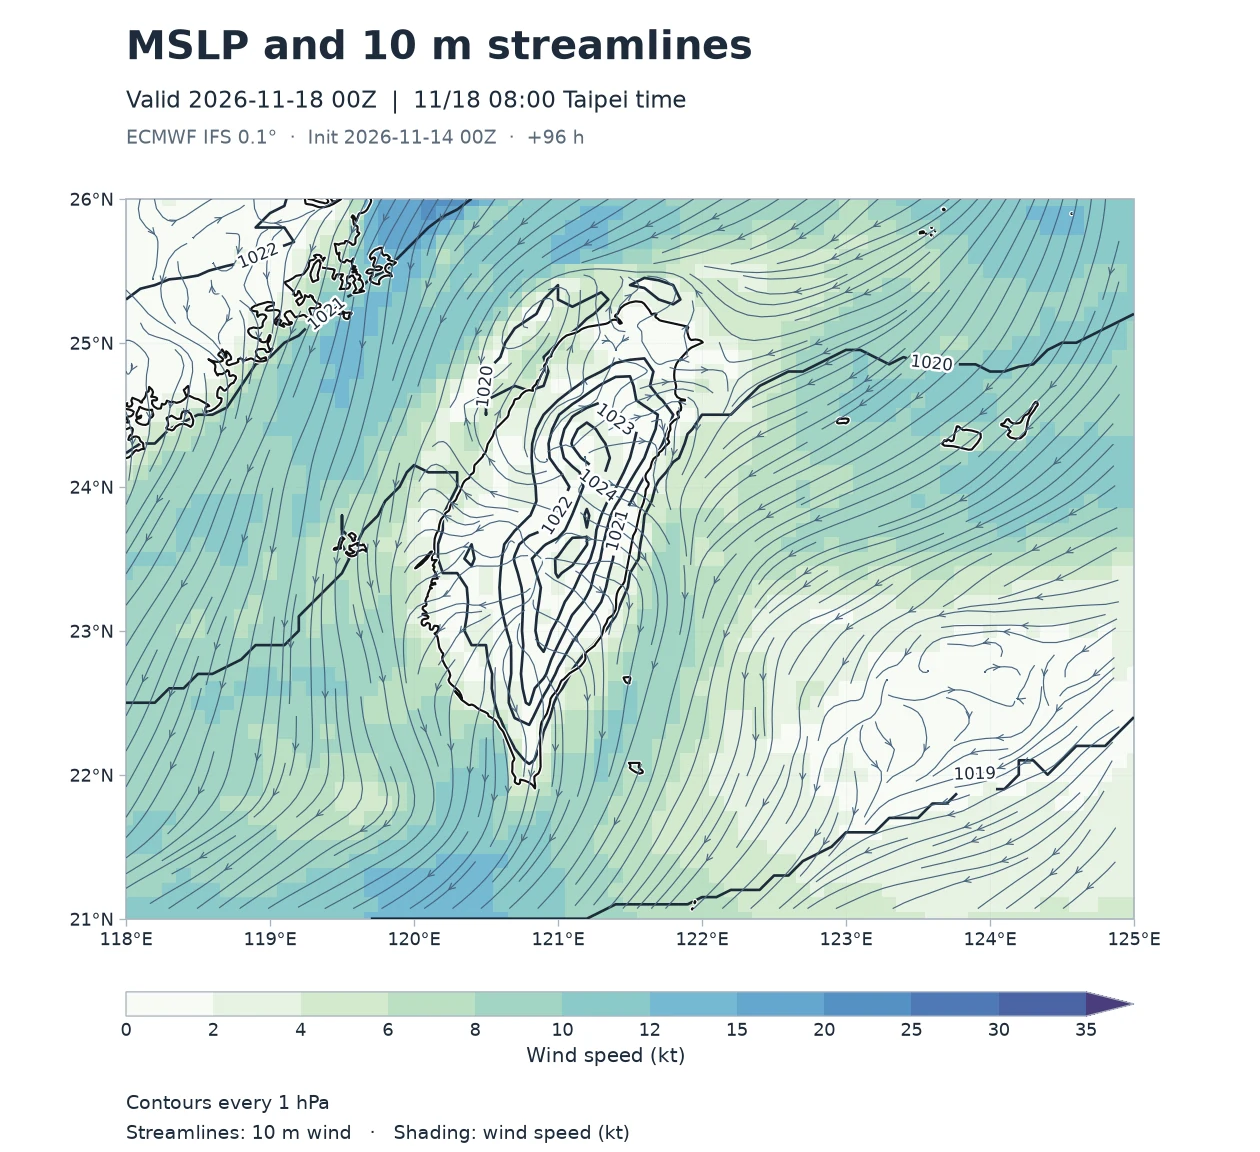 MSLP and 10 m streamlines
Valid 2026-11-18 00Z | 11/18 08:00 Taipei time
ECMWF IFS 0.1° · Init 2026-11-14 00Z · +96 h
26°N
25°N
24°N
23°N
22°N
21°N
1022
1021
1020
1020
1023
1024
1022
1021
1019
118°E 119°E 120°E 121°E 122°E 123°E 124°E 125°E
0 2 4 6 8 10 12 15 20 25 30 35
Wind speed (kt)
Contours every 1 hPa
Streamlines: 10 m wind · Shading: wind speed (kt)